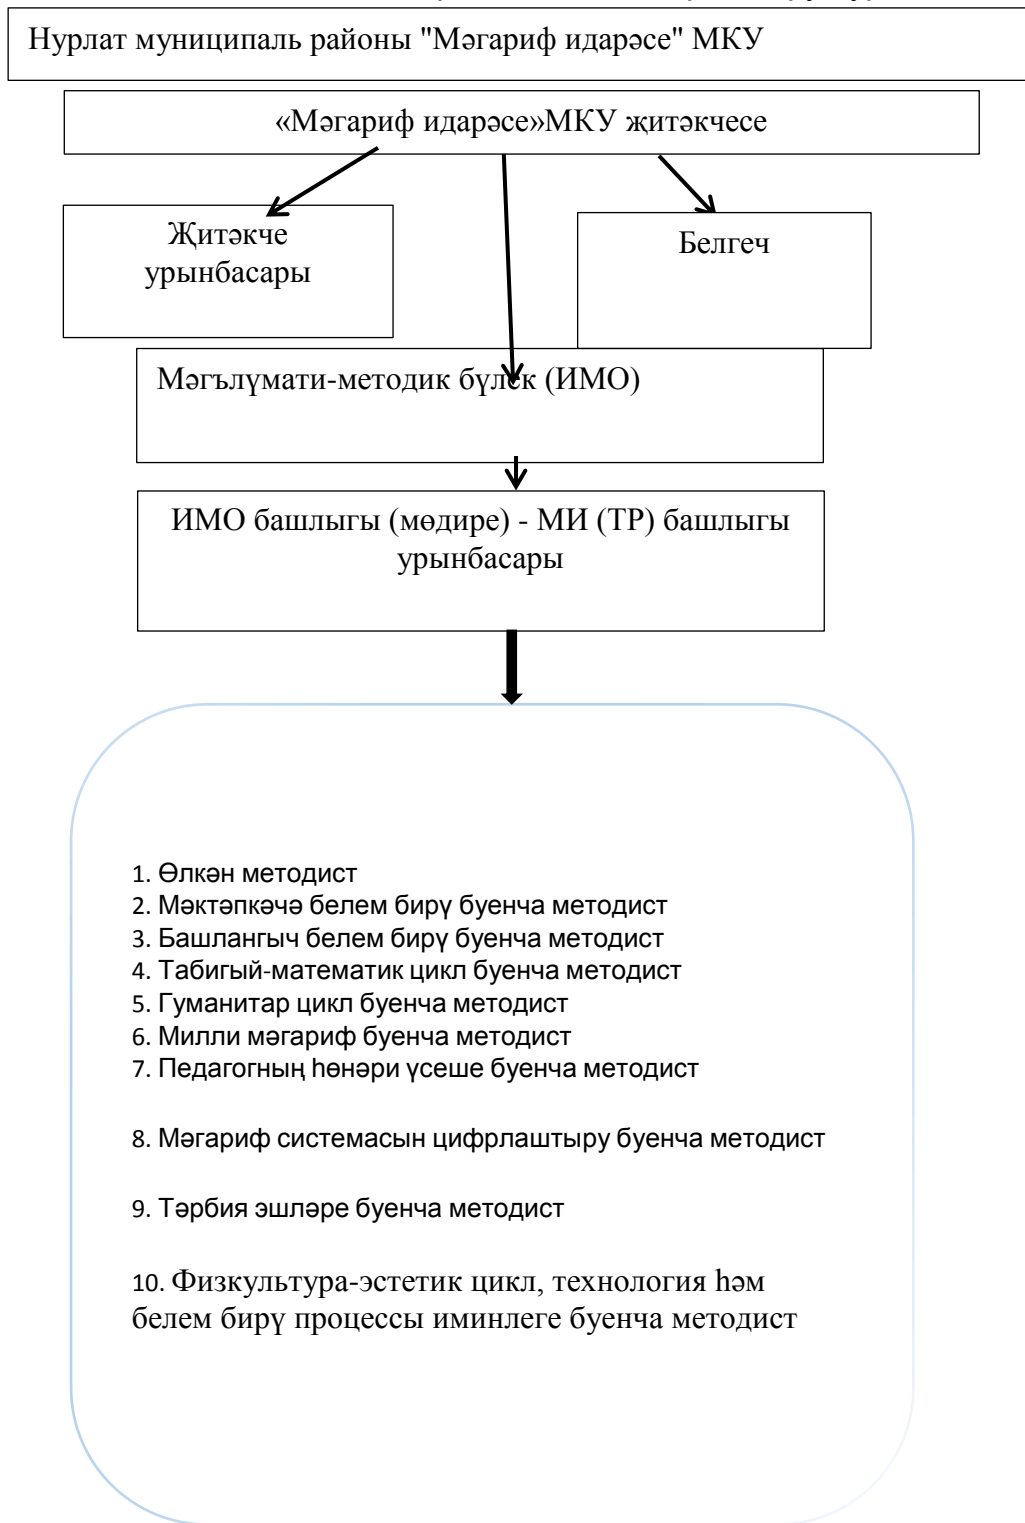 Нурлат муниципаль районы "Мәгариф идарәсе" МКУ
«Мәгариф идарәсе»МКУ җитәкчесе
Җитәкче
урынбасары
Белгеч
Мәгълүмати-методик бүлек (ИМО)
ИМО башлыгы (мөдире) - МИ (ТР) башлыгы
урынбасары
1. Өлкән методист
2. Мәктәпкәчә белем бирү буенча методист
3. Башлангыч белем бирү буенча методист
4. Табигый-математик цикл буенча методист
5. Гуманитар цикл буенча методист
6. Милли мәгариф буенча методист
7. Педагогның һөнәри үсеше буенча методист
8. Мәгариф системасын цифрлаштыру буенча методист
9. Тәрбия эшләре буенча методист
10. Физкультура-эстетик цикл, технология һәм
белем бирү процессы иминлеге буенча методист